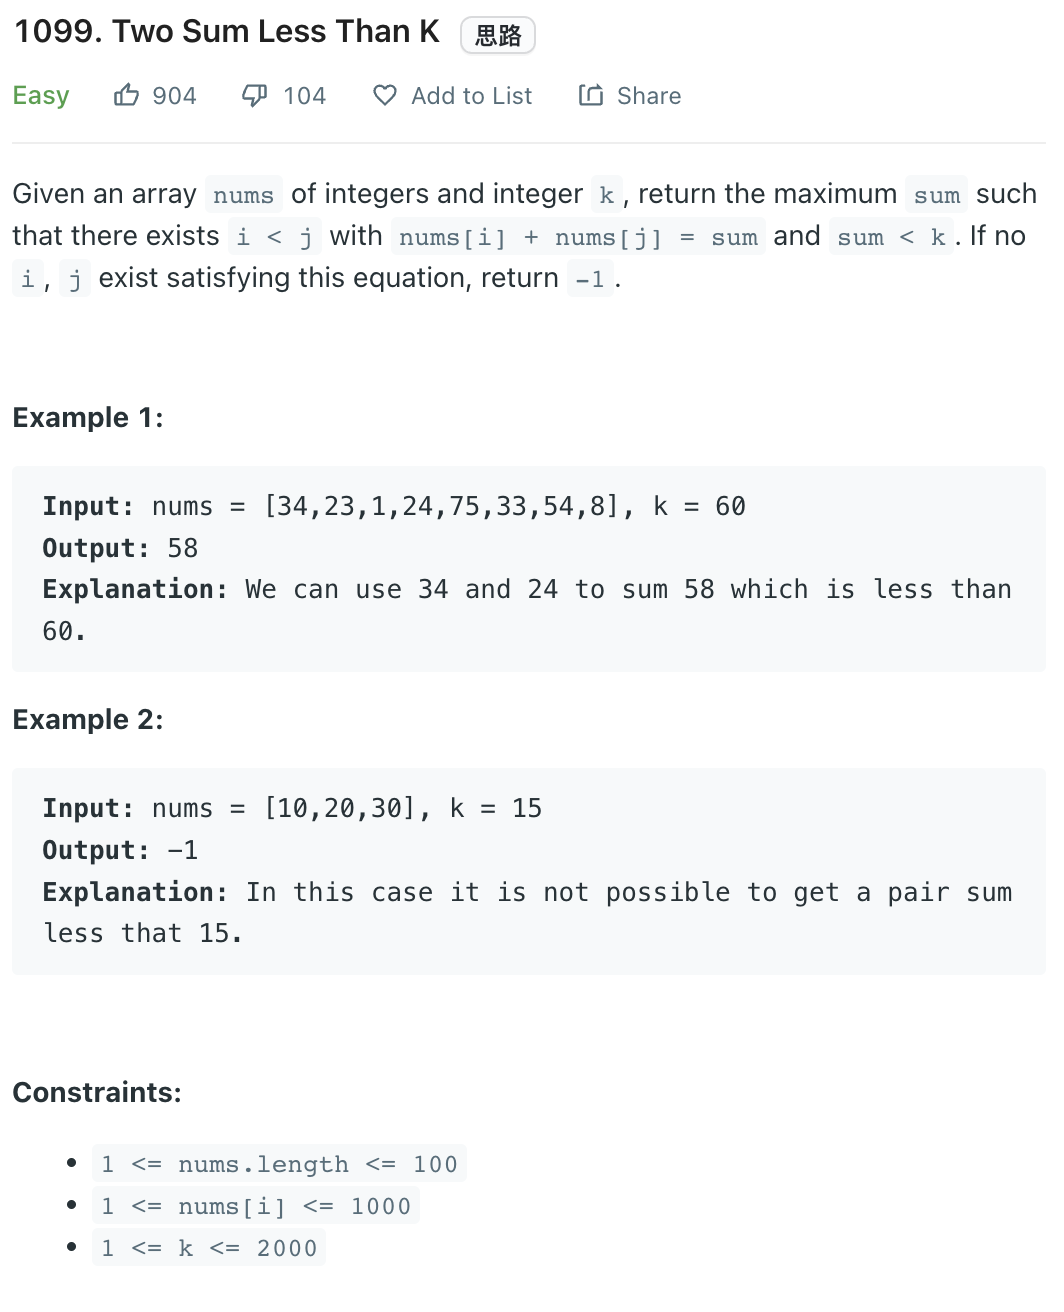 1099. Two Sum Less Than K 思路
Easy 904 104 Add to List Share
Given an array nums of integers and integer k, return the maximum sum such
that there exists i < j with nums[i] + nums[j] = sum and sum < k. If no
i, j exist satisfying this equation, return -1.
Example 1:
Input: nums = [34,23,1,24,75,33,54,8], k = 60
Output: 58
Explanation: We can use 34 and 24 to sum 58 which is less than
60.
Example 2:
Input: nums = [10,20,30], k = 15
Output: -1
Explanation: In this case it is not possible to get a pair sum
less that 15.
Constraints:
• 1 <= nums.length <= 100
• 1 <= nums[i] <= 1000
• 1 <= k <= 2000